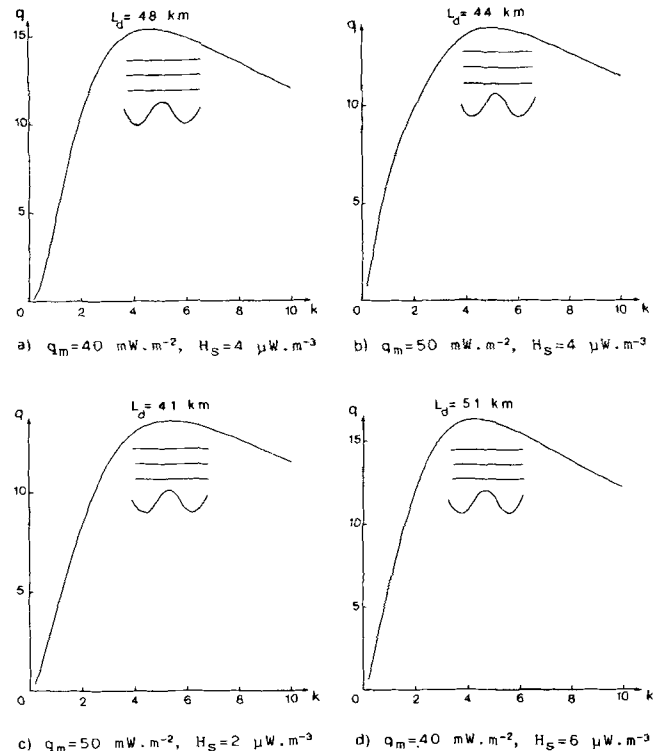 q
L_d = 48 km
15
10
5
0
2
4
6
8
10
k
a) q_m=40 mW.m⁻², H_s=4 μW.m⁻³
q
L_d = 44 km
10
5
0
2
4
6
8
10
k
b) q_m=50 mW.m⁻², H_s=4 μW.m⁻³
q
L_d = 41 km
10
5
0
2
4
6
8
10
k
c) q_m=50 mW.m⁻², H_s=2 μW.m⁻³
q
L_d = 51 km
15
10
5
0
2
4
6
8
10
k
d) q_m=40 mW.m⁻², H_s=6 μW.m⁻³